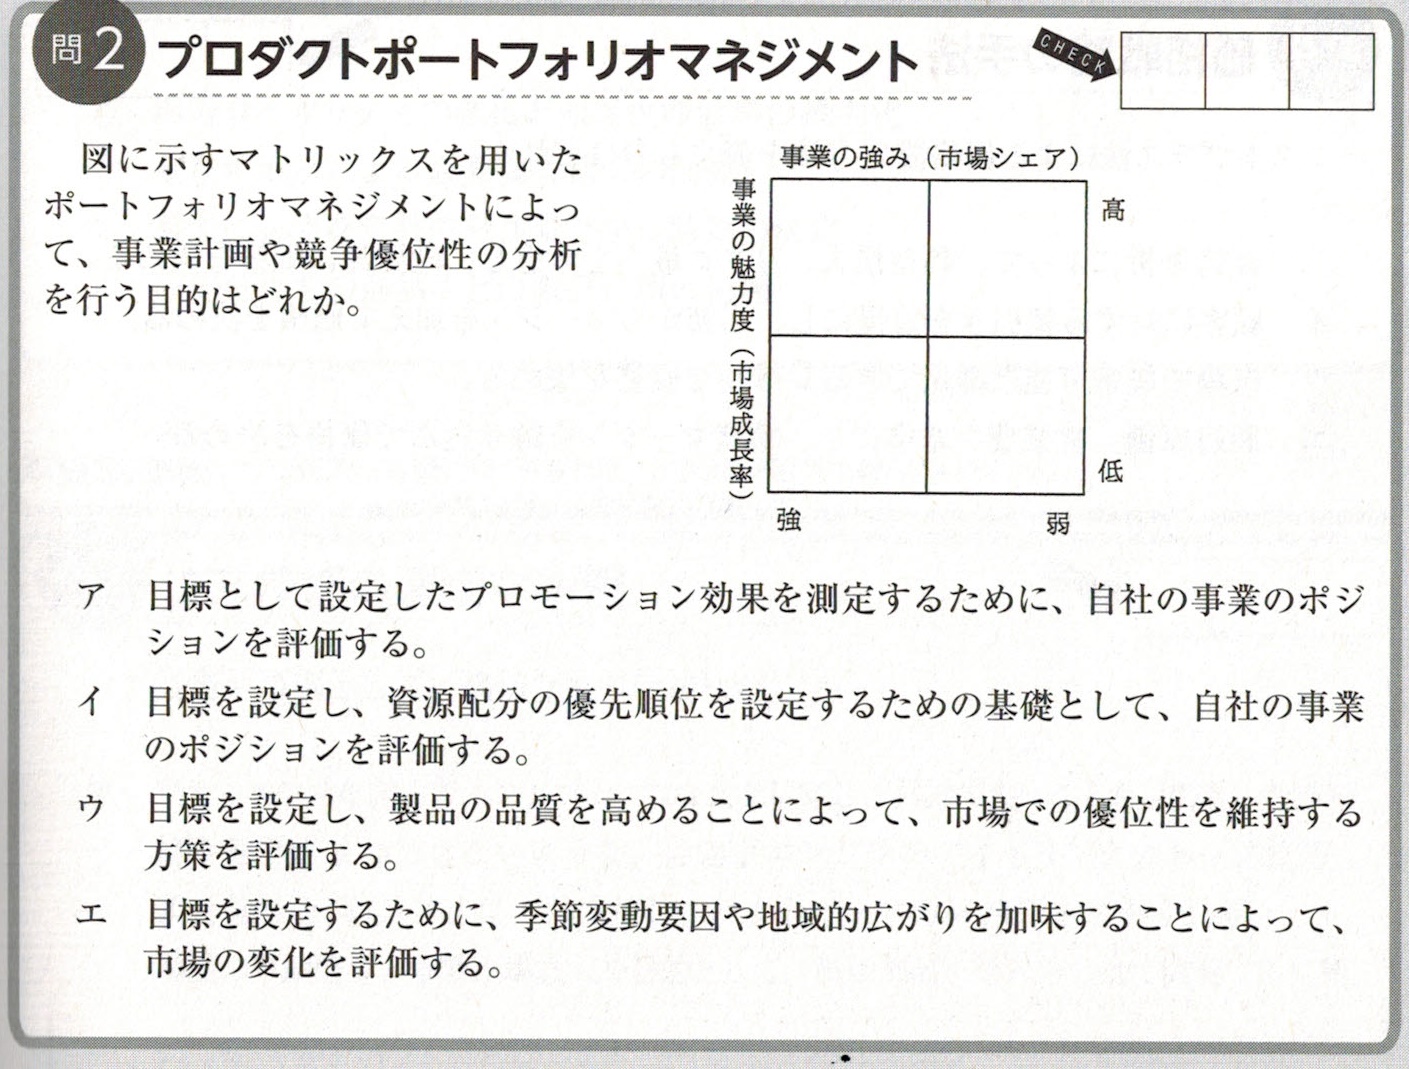 問2 プロダクトポートフォリオマネジメント
CHECK
図に示すマトリックスを用いた
ポートフォリオマネジメントによっ
て、事業計画や競争優位性の分析
を行う目的はどれか。
事業の強み（市場シェア）
事業の魅力度（市場成長率）
高
低
強
弱
ア 目標として設定したプロモーション効果を測定するために、自社の事業のポジ
ションを評価する。
イ 目標を設定し、資源配分の優先順位を設定するための基礎として、自社の事業
のポジションを評価する。
ウ 目標を設定し、製品の品質を高めることによって、市場での優位性を維持する
方策を評価する。
エ 目標を設定するために、季節変動要因や地域的広がりを加味することによって、
市場の変化を評価する。